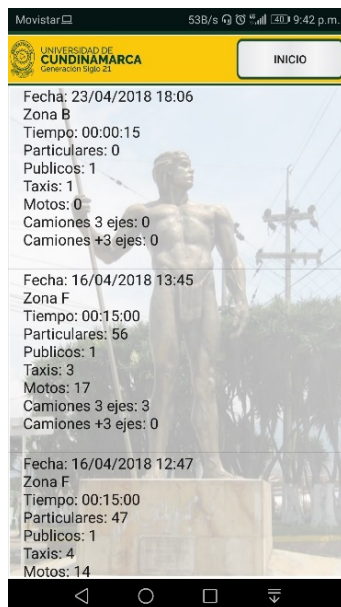 Movistar 53B/s 4G 40 9:42 p.m.
UNIVERSIDAD DE
CUNDINAMARCA
Generación Siglo 21
INICIO
Fecha: 23/04/2018 18:06
Zona B
Tiempo: 00:00:15
Particulares: 0
Publicos: 1
Taxis: 1
Motos: 0
Camiones 3 ejes: 0
Camiones +3 ejes: 0
Fecha: 16/04/2018 13:45
Zona F
Tiempo: 00:15:00
Particulares: 56
Publicos: 1
Taxis: 3
Motos: 17
Camiones 3 ejes: 3
Camiones +3 ejes: 0
Fecha: 16/04/2018 12:47
Zona F
Tiempo: 00:15:00
Particulares: 47
Publicos: 1
Taxis: 4
Motos: 14